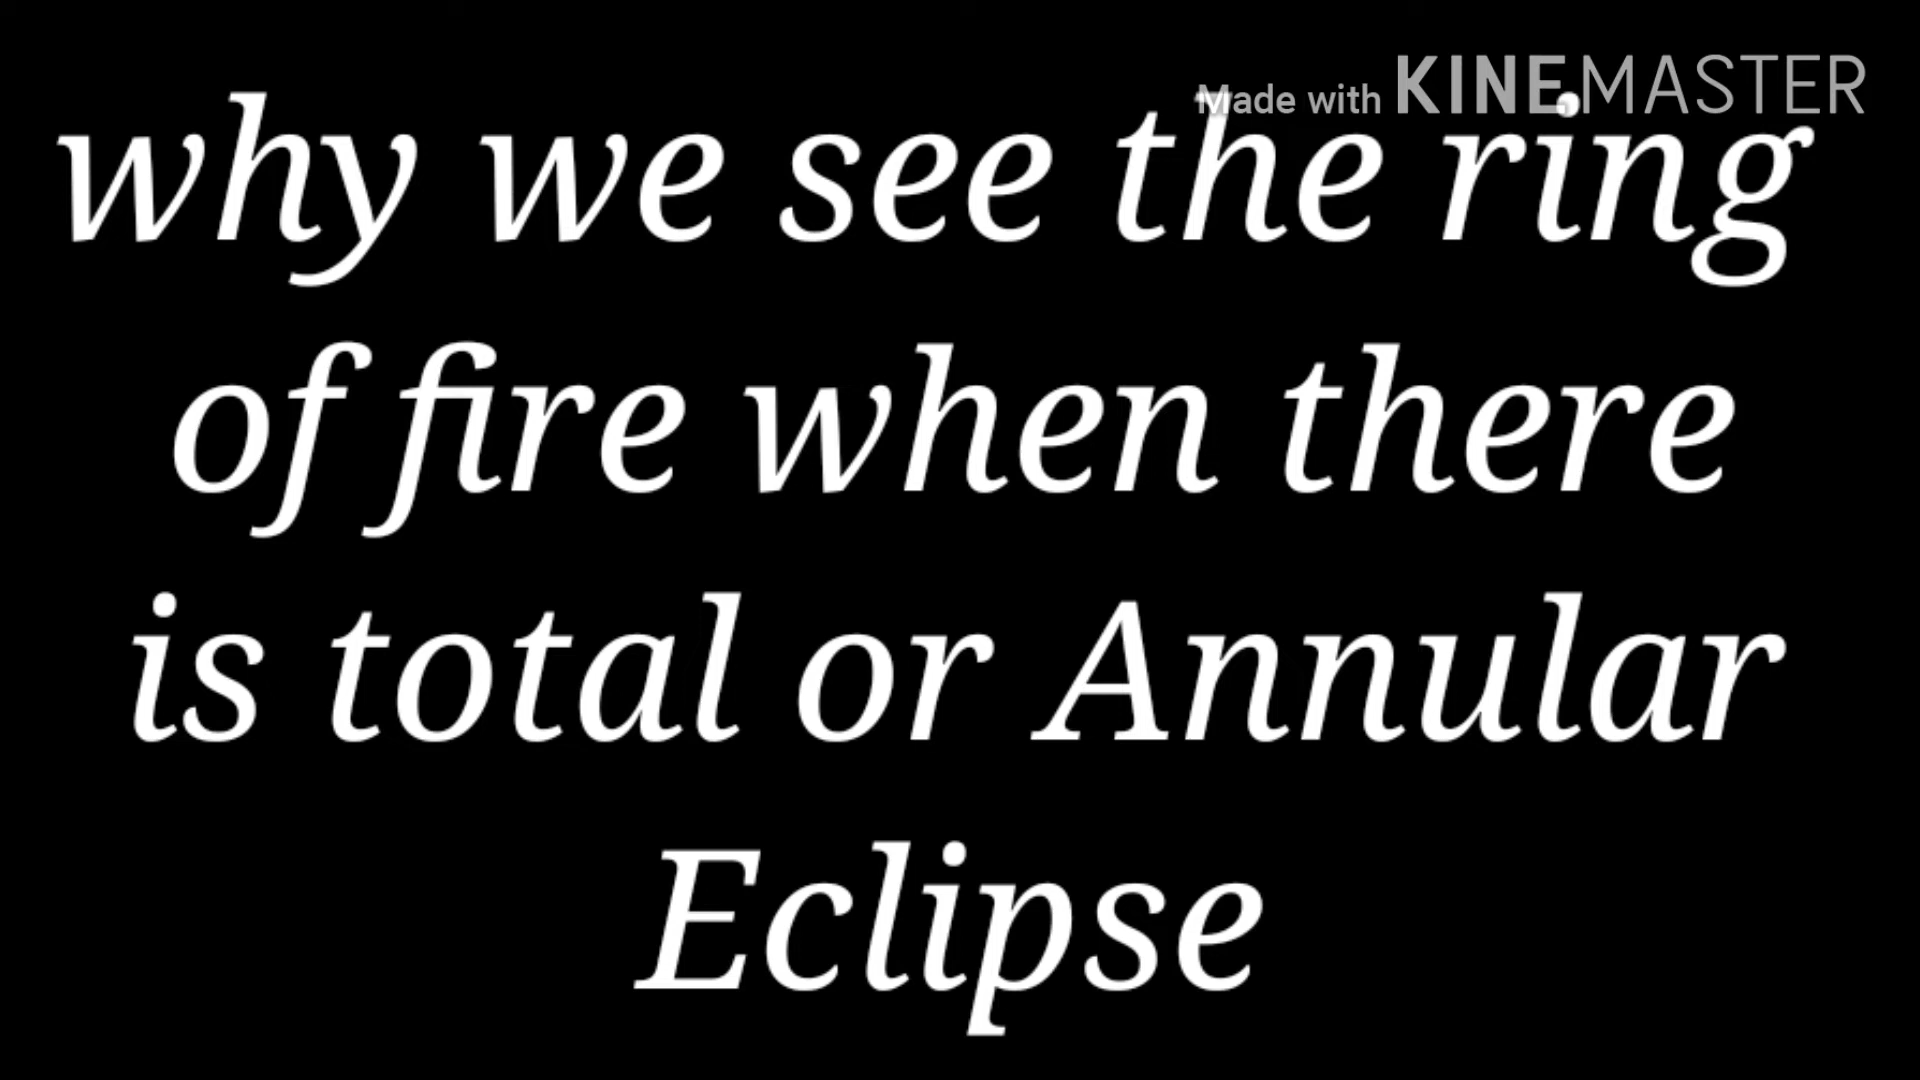 Made with KINEMASTER
why we see the ring
of fire when there
is total or Annular
Eclipse